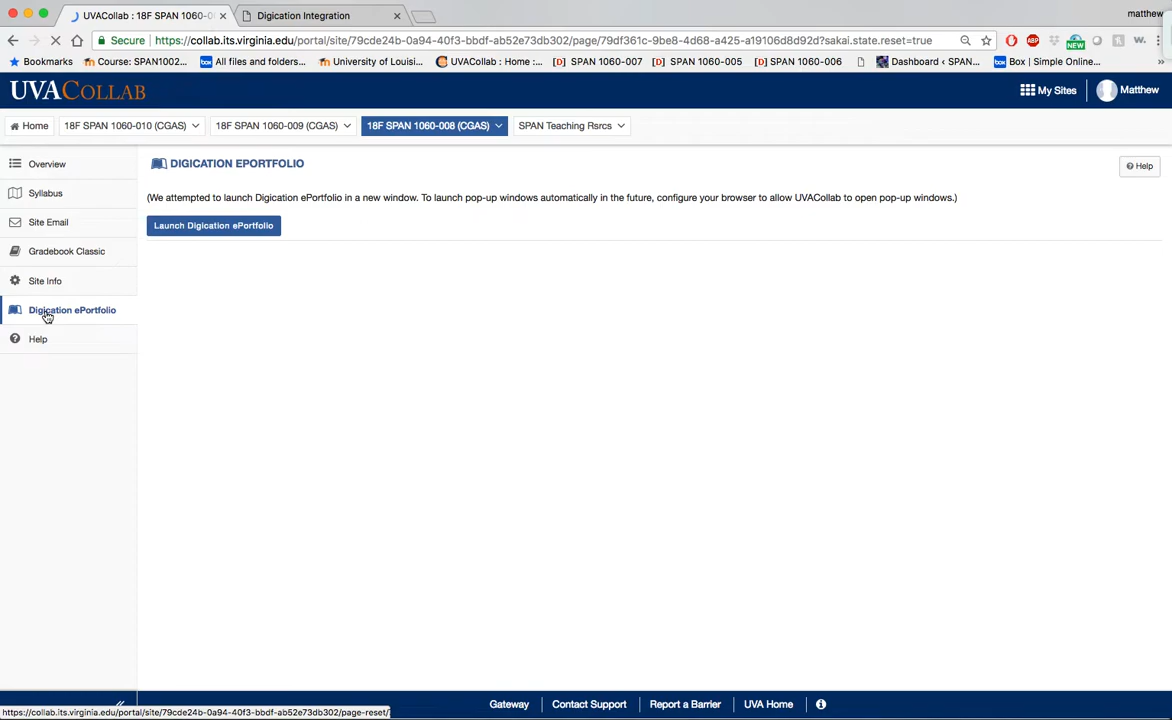 UVACollab : 18F SPAN 1060-0
Digication Integration
matthew
Secure
https://collab.its.virginia.edu/portal/site/79cde24b-0a94-40f3-bbdf-ab52e73db302/page/79df361c-9be8-4d68-a425-a19106d8d92d?sakai.state.reset=true
ABP
NEW
W.
Bookmarks
Course: SPAN1002...
box All files and folders...
University of Louisi...
UVACollab : Home :...
[D] SPAN 1060-007
[D] SPAN 1060-005
[D] SPAN 1060-006
Dashboard ‹ SPAN...
box Box | Simple Online...
»
UVACOLLAB
My Sites
Matthew
Home
18F SPAN 1060-010 (CGAS)
18F SPAN 1060-009 (CGAS)
18F SPAN 1060-008 (CGAS)
SPAN Teaching Rsrcs
Overview
Syllabus
Site Email
Gradebook Classic
Site Info
Digication ePortfolio
Help
DIGICATION EPORTFOLIO
Help
(We attempted to launch Digication ePortfolio in a new window. To launch pop-up windows automatically in the future, configure your browser to allow UVACollab to open pop-up windows.)
Launch Digication ePortfolio
Gateway
Contact Support
Report a Barrier
UVA Home
https://collab.its.virginia.edu/portal/site/79cde24b-0a94-40f3-bbdf-ab52e73db302/page-reset/